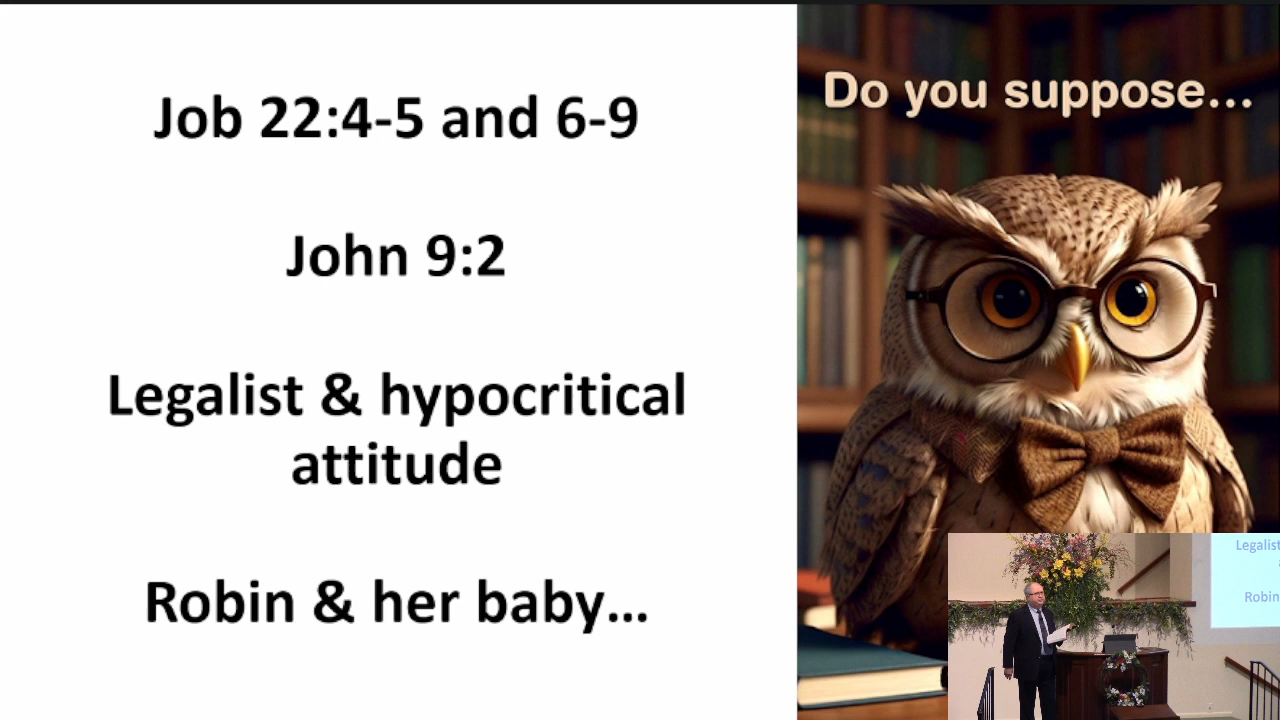 Job 22:4-5 and 6-9
John 9:2
Legalist & hypocritical
attitude
Robin & her baby...
Do you suppose...
Legalist
Robin